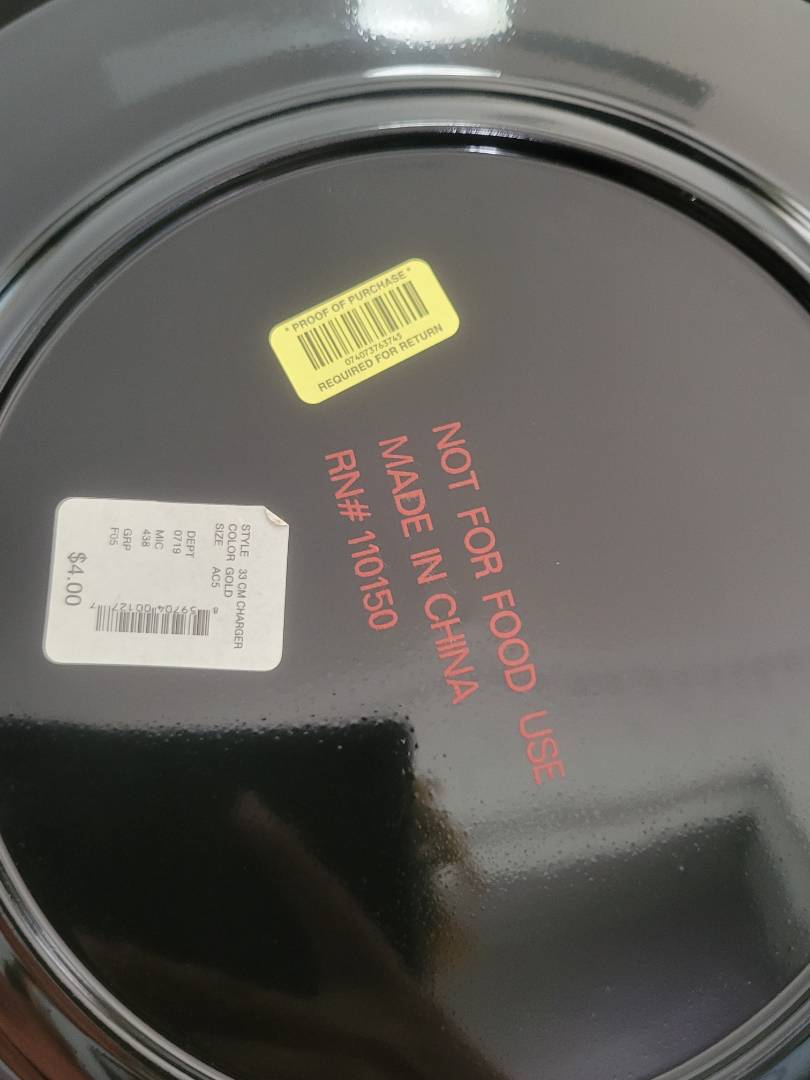 * PROOF OF PURCHASE *
074073763745
REQUIRED FOR RETURN
NOT FOR FOOD USE
MADE IN CHINA
RN# 110150
STYLE 33 CM CHARGER
COLOR GOLD
SIZE AC5
DEPT
0719
MIC
438
GRP
F05
$4.00